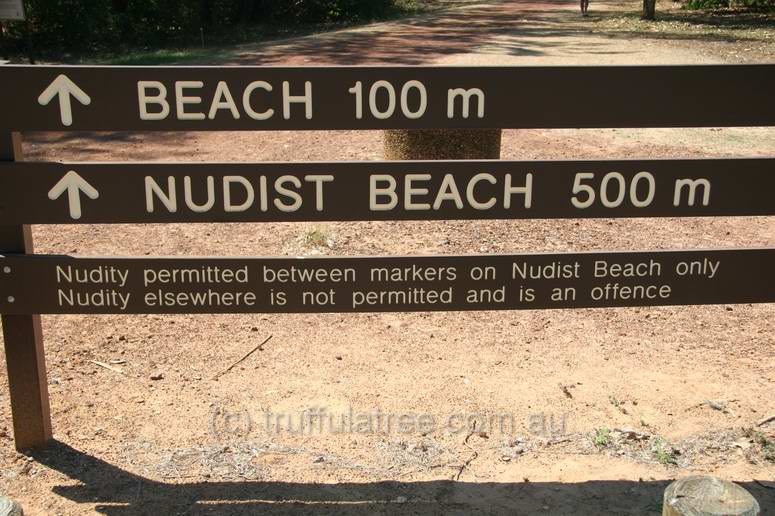 BEACH 100 m
NUDIST BEACH 500 m
Nudity permitted between markers on Nudist Beach only
Nudity elsewhere is not permitted and is an offence
(c) truffulatree.com.au